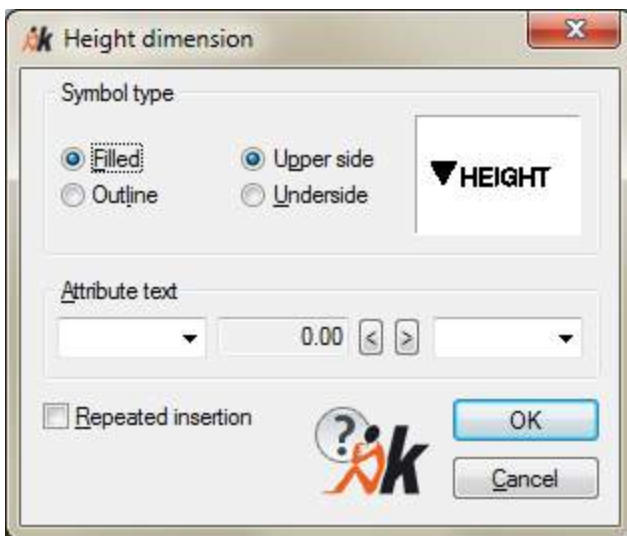 Height dimension
Symbol type
Filled Upper side
HEIGHT
Outline Underside
Attribute text
0.00 < >
Repeated insertion
? k
OK
Cancel